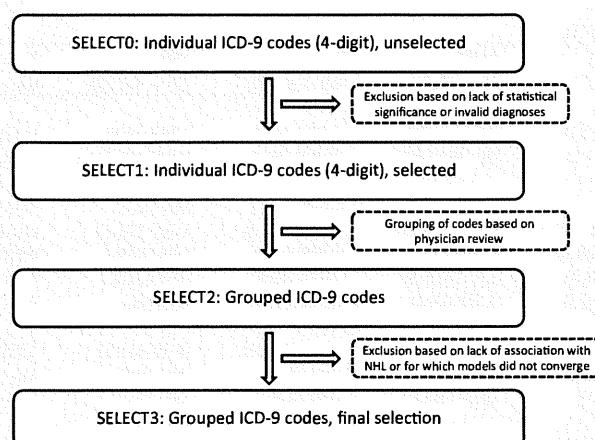 SELECT0: Individual ICD-9 codes (4-digit), unselected
Exclusion based on lack of statistical
significance or invalid diagnoses
SELECT1: Individual ICD-9 codes (4-digit), selected
Grouping of codes based on
physician review
SELECT2: Grouped ICD-9 codes
Exclusion based on lack of association with
NHL or for which models did not converge
SELECT3: Grouped ICD-9 codes, final selection